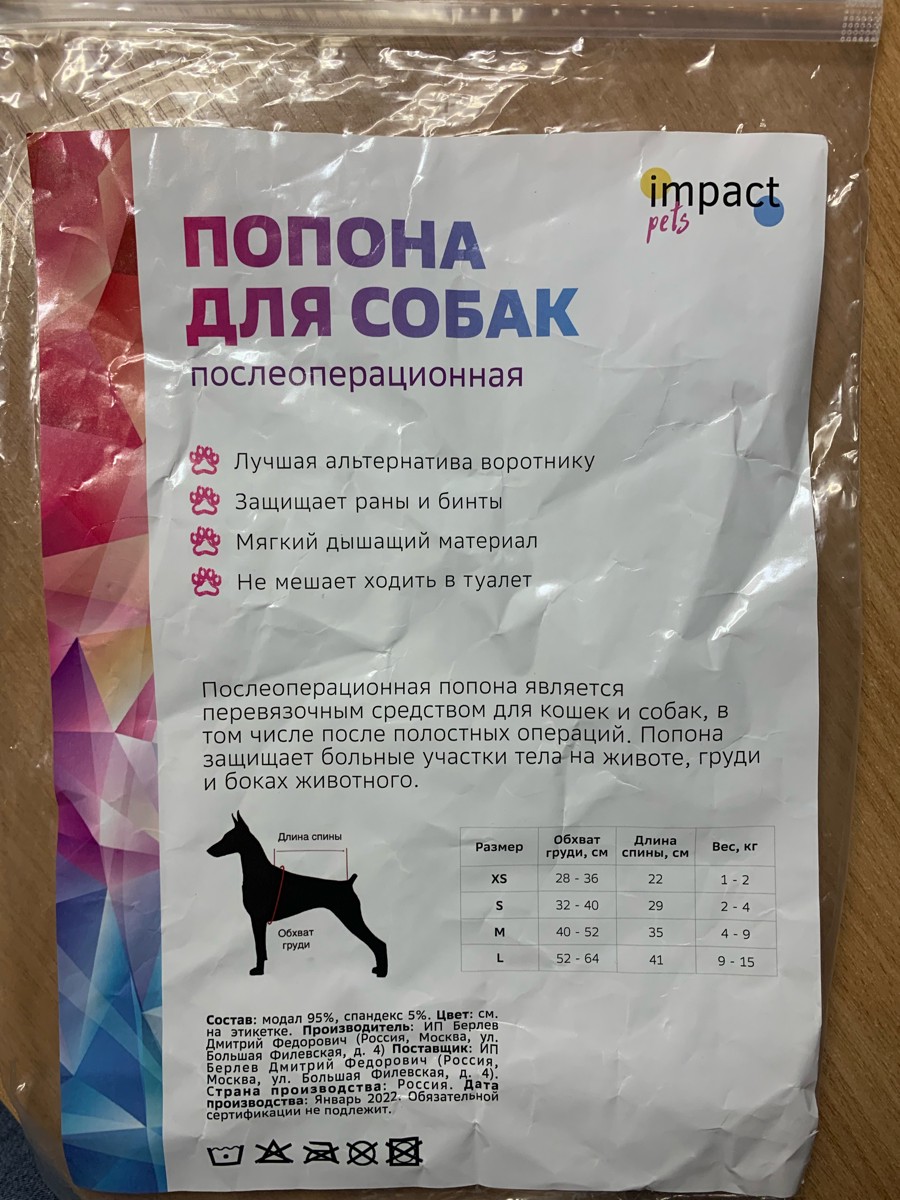 impact
pets
ПОПОНА
ДЛЯ СОБАК
послеоперационная
Лучшая альтернатива воротнику
Защищает раны и бинты
Мягкий дышащий материал
Не мешает ходить в туалет
Послеоперационная попона является
перевязочным средством для кошек и собак, в
том числе после полостных операций. Попона
защищает больные участки тела на животе, груди
и боках животного.
Длина спины
Обхват
груди
Размер Обхват груди, см Длина спины, см Вес, кг
XS 28 - 36 22 1 - 2
S 32 - 40 29 2 - 4
M 40 - 52 35 4 - 9
L 52 - 64 41 9 - 15
Состав: модал 95%, спандекс 5%. Цвет: см.
на этикетке. Производитель: ИП Берлев
Дмитрий Федорович (Россия, Москва, ул.
Большая Филевская, д. 4) Поставщик: ИП
Берлев Дмитрий Федорович (Россия,
Москва, ул. Большая Филевская, д. 4).
Страна производства: Россия. Дата
производства: Январь 2022. Обязательной
сертификации не подлежит.